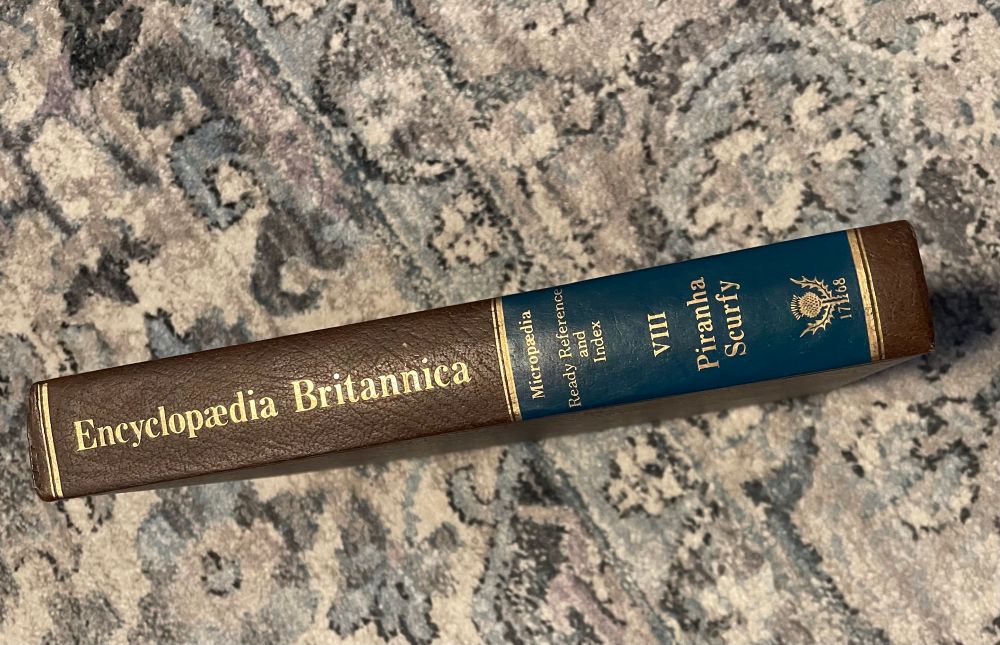 Encyclopædia Britannica
Micropædia
Ready Reference
and
Index
VIII
Piranha
Scurfy
1768